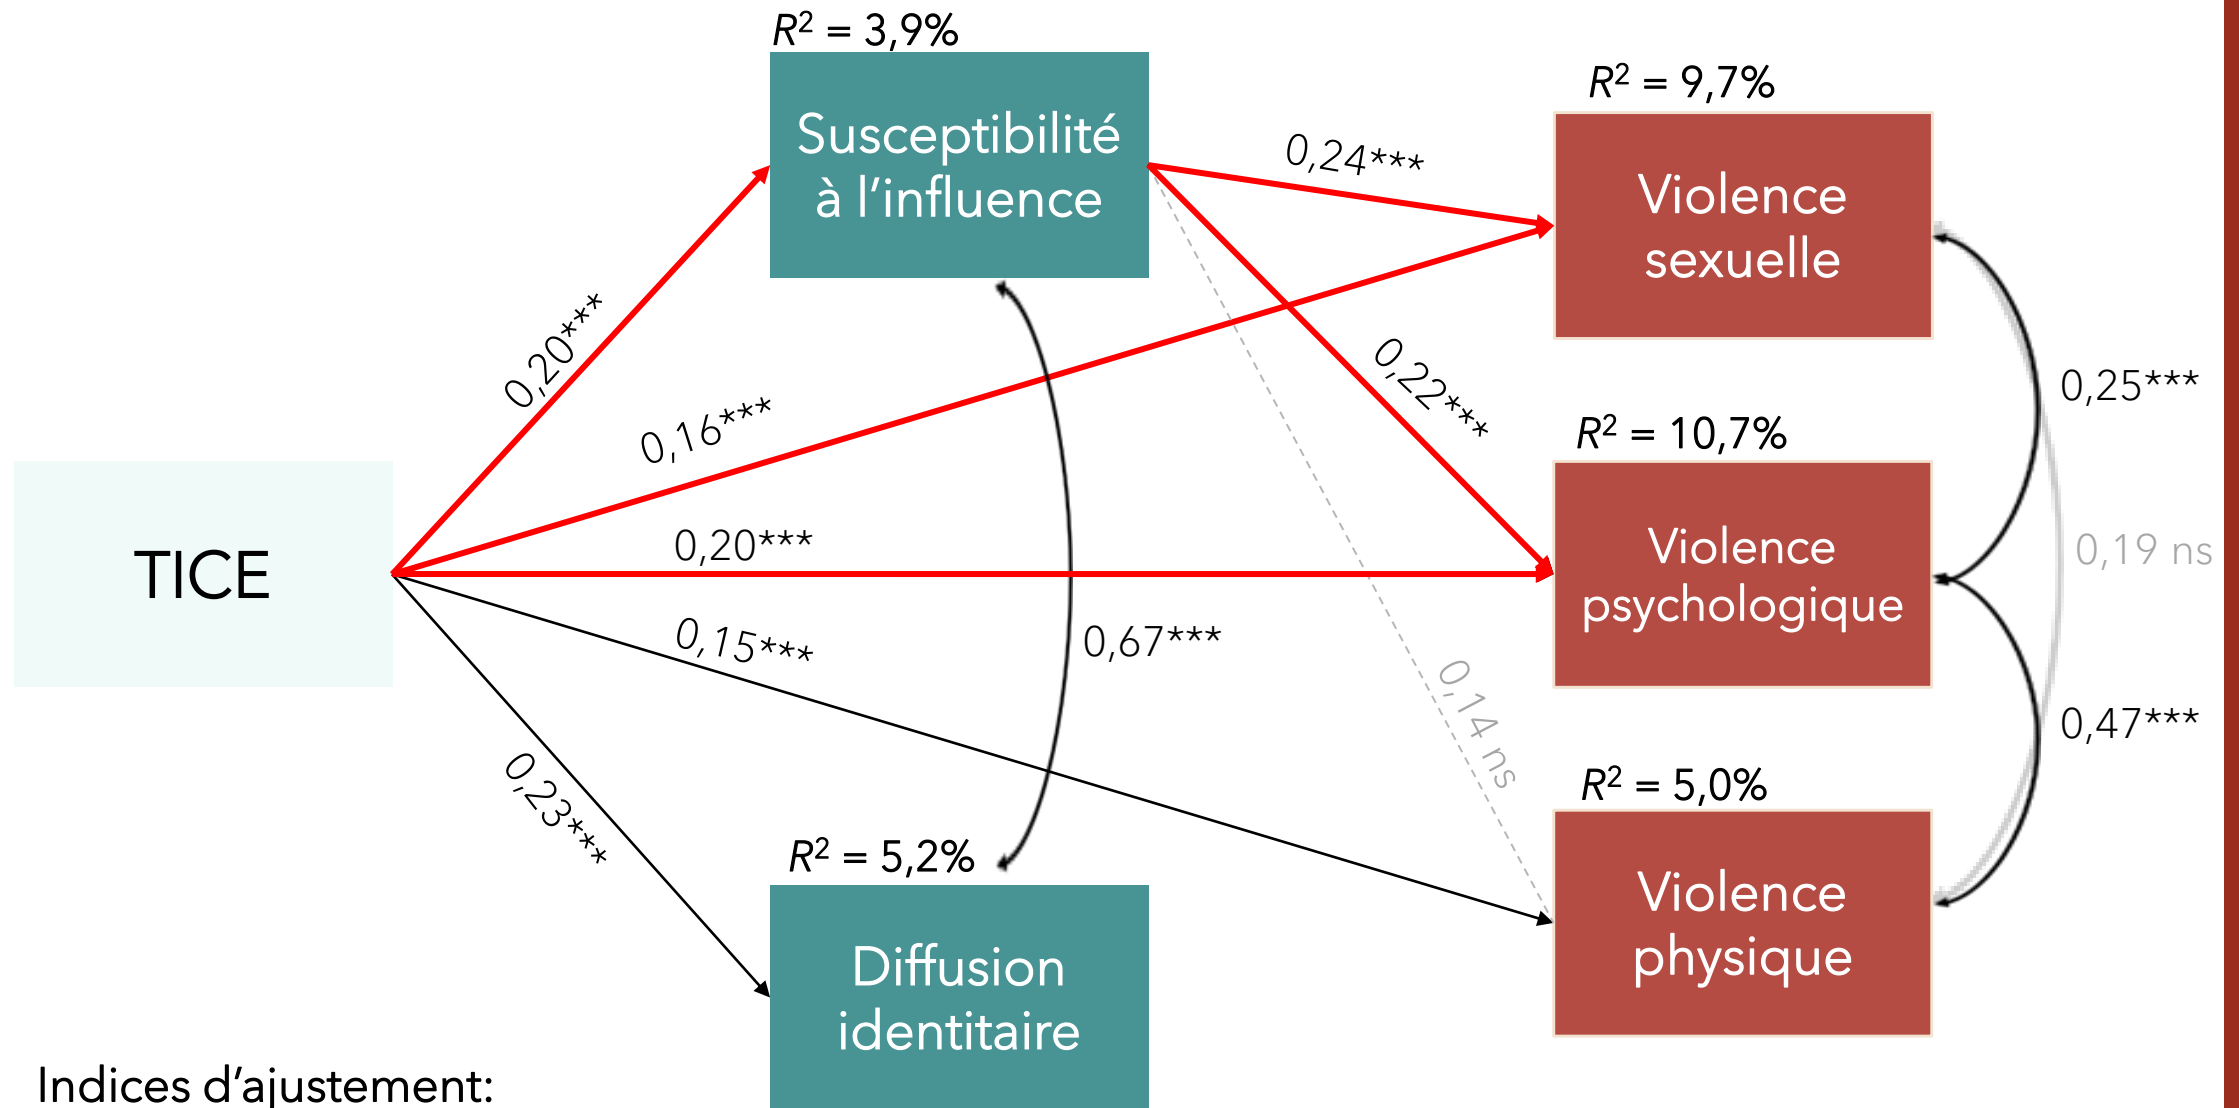 R² = 3,9%
Susceptibilité
à l'influence
R² = 9,7%
Violence
sexuelle
0,24***
0,20***
0,16***
0,22***
0,25***
R² = 10,7%
Violence
psychologique
TICE
0,20***
0,19 ns
0,15***
0,67***
0,14 ns
0,47***
0,23***
R² = 5,0%
Violence
physique
R² = 5,2%
Diffusion
identitaire
Indices d'ajustement: